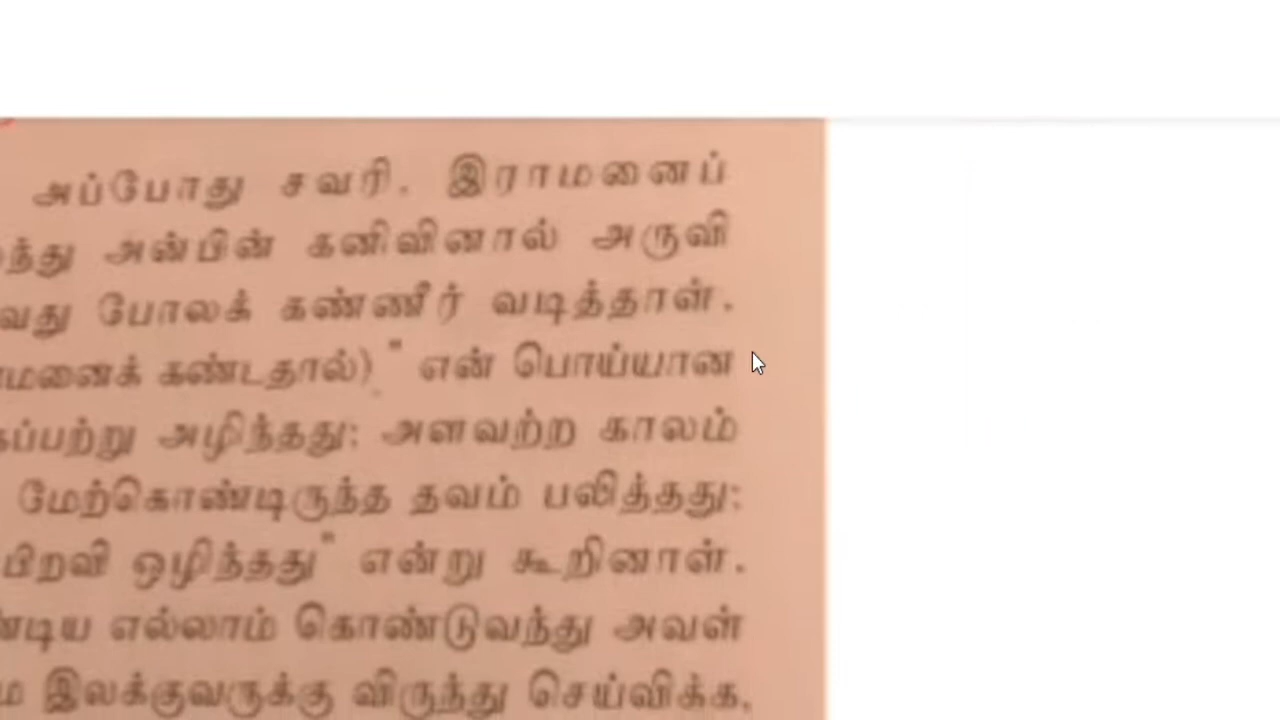 அப்போது சவரி. இராமனைப்
ந்து அன்பின் கனிவினால் அருவி
வது போலக் கண்ணீர் வடித்தாள்.
மனைக் கண்டதால்) " என் பொய்யான
ப்பற்று அழிந்தது: அளவற்ற காலம்
மேற்கொண்டிருந்த தவம் பலித்தது:
பிறவி ஒழிந்தது" என்று கூறினாள்.
டிய எல்லாம் கொண்டுவந்து அவள்
இலக்குவருக்கு விருந்து செய்விக்க,